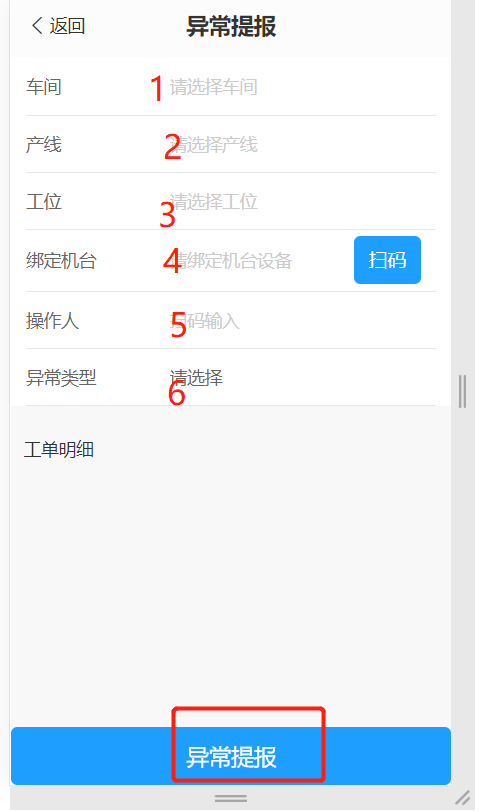 返回 异常提报
车间 1 请选择车间
产线 2 请选择产线
工位 3 请选择工位
绑定机台 4 请绑定机台设备 扫码
操作人 5 扫码输入
异常类型 6 请选择
工单明细
异常提报